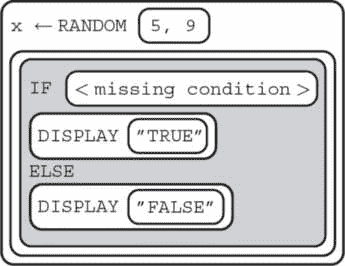 x ← RANDOM 5, 9
IF <missing condition>
DISPLAY "TRUE"
ELSE
DISPLAY "FALSE"